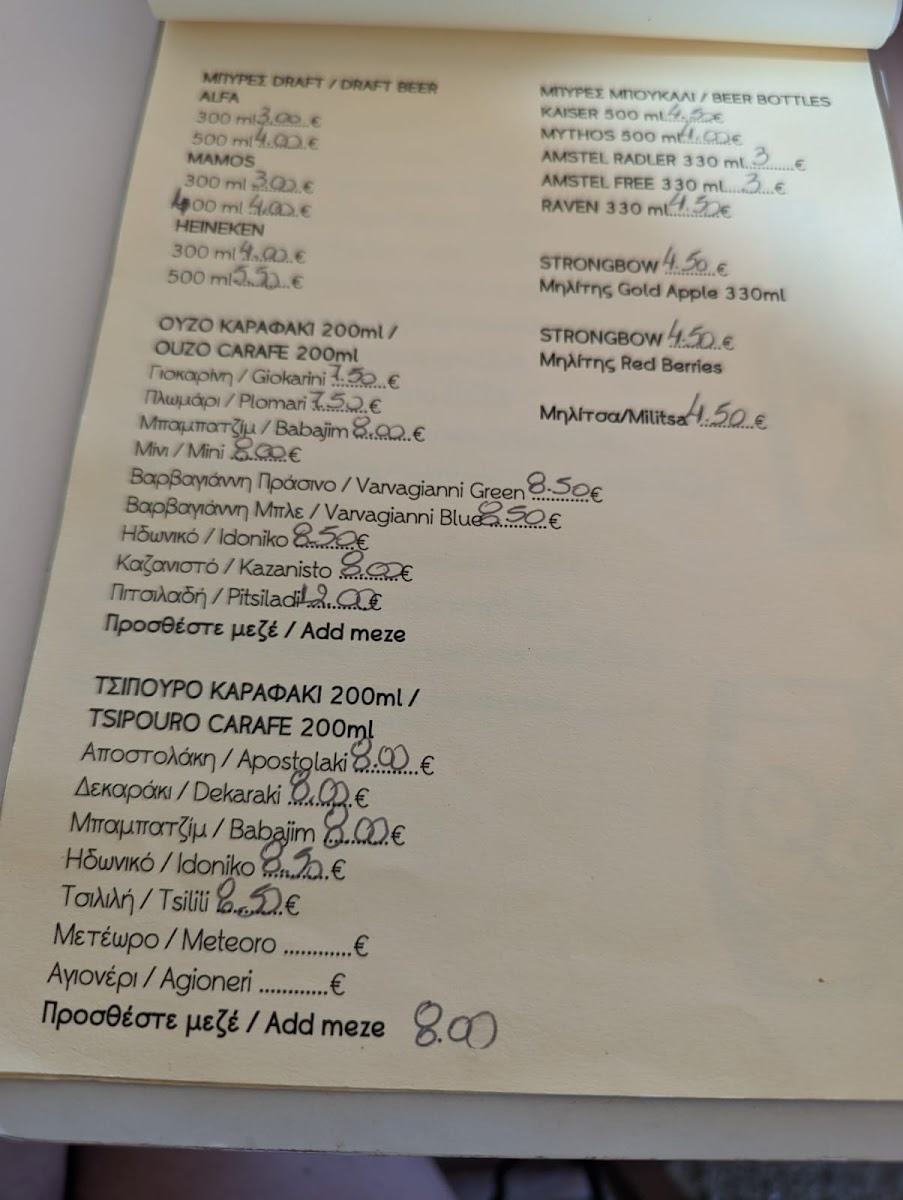 ΜΠΥΡΕΣ DRAFT / DRAFT BEER
ALFA
300 ml 3.00 €
500 ml 4.00 €
MAMOS
300 ml 3.00 €
400 ml 4.00 €
HEINEKEN
300 ml 4.00 €
500 ml 5.50 €
ΟΥΖΟ ΚΑΡΑΦΑΚΙ 200ml /
OUZO CARAFE 200ml
Γιοκαρίνη / Giokarini 7.50 €
Πλωμάρι / Plomari 7.50 €
Μπαμπατζίμ / Babajim 8.00 €
Μίνι / Mini 8.00 €
Βαρβαγιάννη Πράσινο / Varvagianni Green 8.50 €
Βαρβαγιάννη Μπλε / Varvagianni Blue 8.50 €
Ηδωνικό / Idoniko 8.50 €
Καζανιστό / Kazanisto 8.00 €
Πιτσιλαδή / Pitsiladi 12.00 €
Προσθέστε μεζέ / Add meze
ΤΣΙΠΟΥΡΟ ΚΑΡΑΦΑΚΙ 200ml /
TSIPOURO CARAFE 200ml
Αποστολάκη / Apostolaki 8.00 €
Δεκαράκι / Dekaraki 8.00 €
Μπαμπατζίμ / Babajim 8.00 €
Ηδωνικό / Idoniko 8.50 €
Τσιλιλή / Tsilili 8.50 €
Μετέωρο / Meteoro ............€
Αγιονέρι / Agioneri ............€
Προσθέστε μεζέ / Add meze 8.00
ΜΠΥΡΕΣ ΜΠΟΥΚΑΛΙ / BEER BOTTLES
KAISER 500 ml 4.50 €
MYTHOS 500 ml 4.00 €
AMSTEL RADLER 330 ml 3 €
AMSTEL FREE 330 ml 3 €
RAVEN 330 ml 4.50 €
STRONGBOW 4.50 €
Μηλίτης Gold Apple 330ml
STRONGBOW 4.50 €
Μηλίτης Red Berries
Μηλίτσα/Militsa 4.50 €